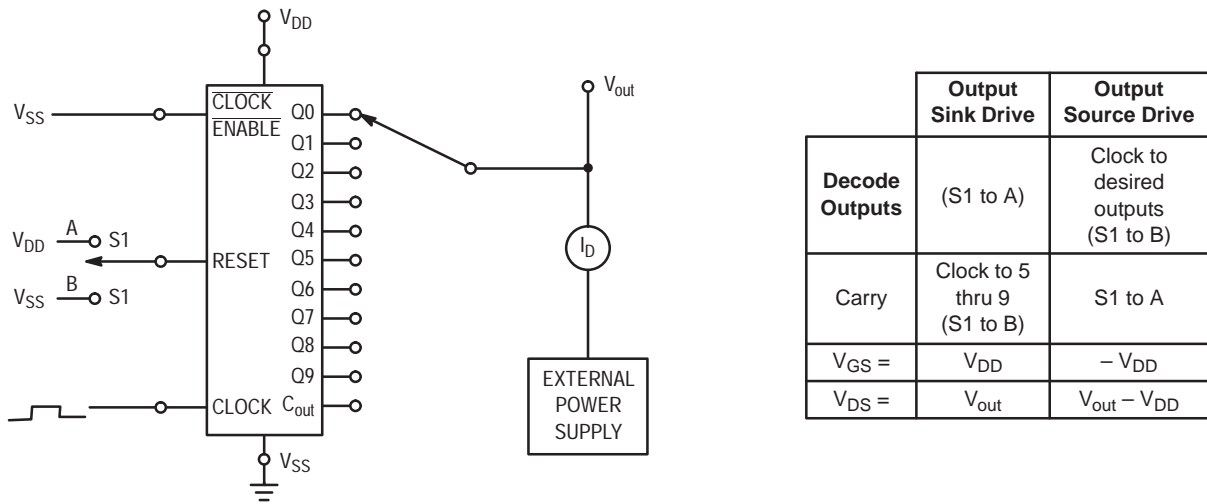 V_DD
V_SS
CLOCK
ENABLE
Q0
Q1
Q2
Q3
Q4
Q5
Q6
Q7
Q8
Q9
C_out
V_DD A S1
RESET
V_SS B S1
CLOCK
V_SS
V_out
I_D
EXTERNAL
POWER
SUPPLY
Output
Sink Drive
Output
Source Drive
Decode
Outputs
(S1 to A)
Clock to
desired
outputs
(S1 to B)
Carry
Clock to 5
thru 9
(S1 to B)
S1 to A
V_GS =
V_DD
– V_DD
V_DS =
V_out
V_out – V_DD